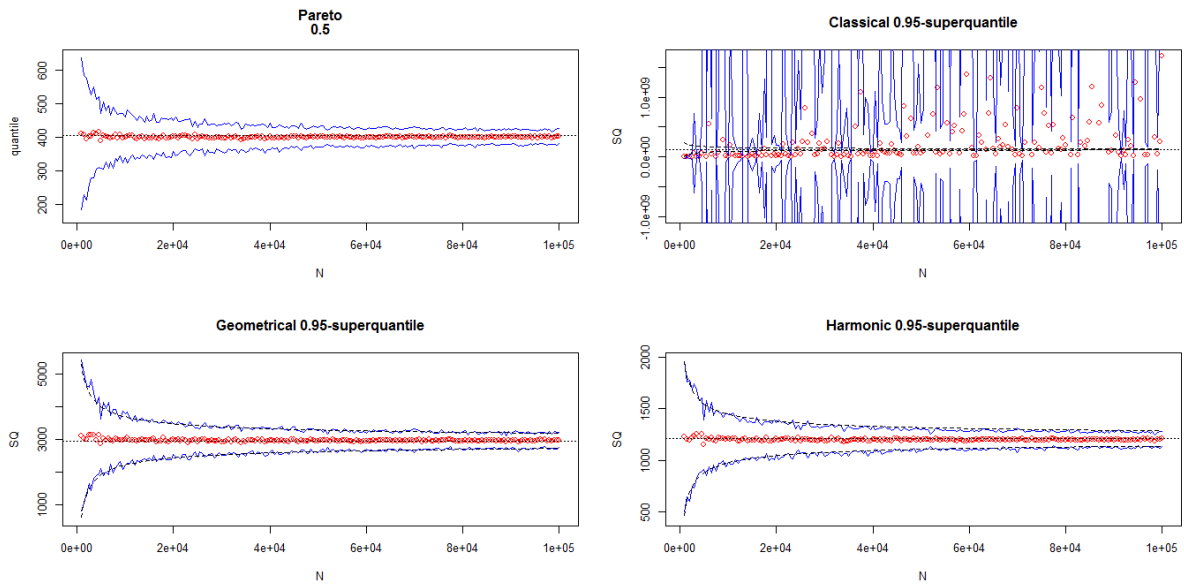 Pareto
0.5
quantile
600
500
400
300
200
0e+00 2e+04 4e+04 6e+04 8e+04 1e+05
N
Classical 0.95-superquantile
SQ
1.0e+09
0.0e+00
-1.0e+09
0e+00 2e+04 4e+04 6e+04 8e+04 1e+05
N
Geometrical 0.95-superquantile
SQ
5000
3000
1000
0e+00 2e+04 4e+04 6e+04 8e+04 1e+05
N
Harmonic 0.95-superquantile
SQ
2000
1500
1000
500
0e+00 2e+04 4e+04 6e+04 8e+04 1e+05
N